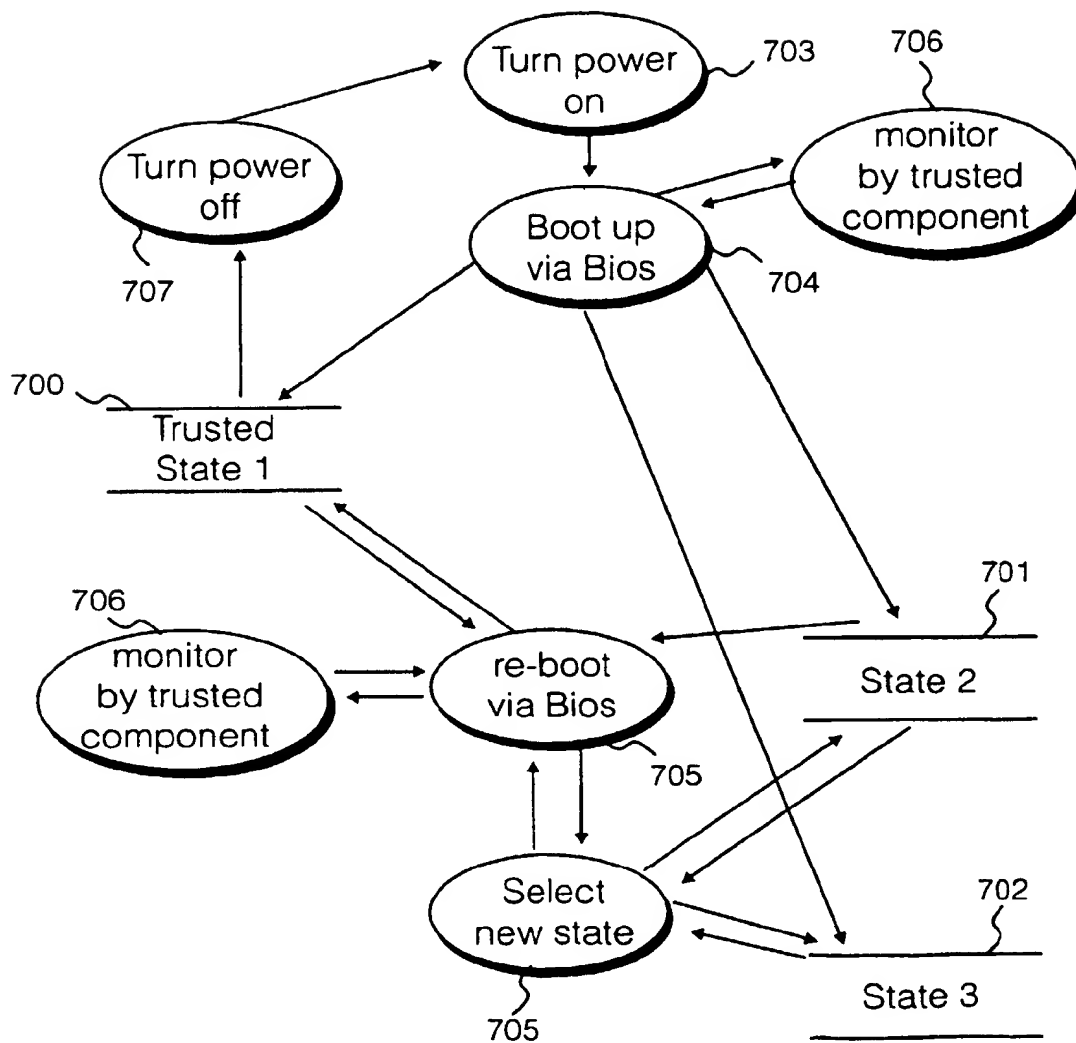 Turn power
on
703
706
monitor
by trusted
component
Turn power
off
707
Boot up
via Bios
704
700
Trusted
State 1
701
State 2
706
monitor
by trusted
component
re-boot
via Bios
705
Select
new state
705
702
State 3